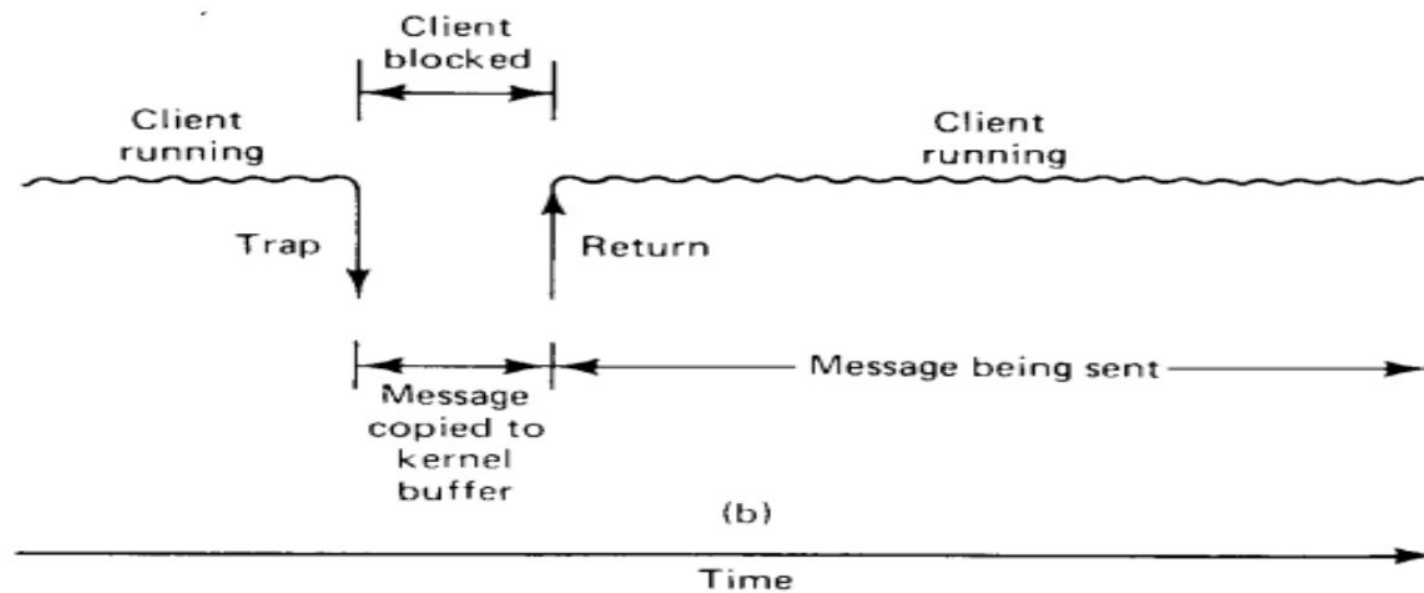 Client
blocked
Client
running
Client
running
Trap
Return
Message being sent
Message
copied to
kernel
buffer
(b)
Time